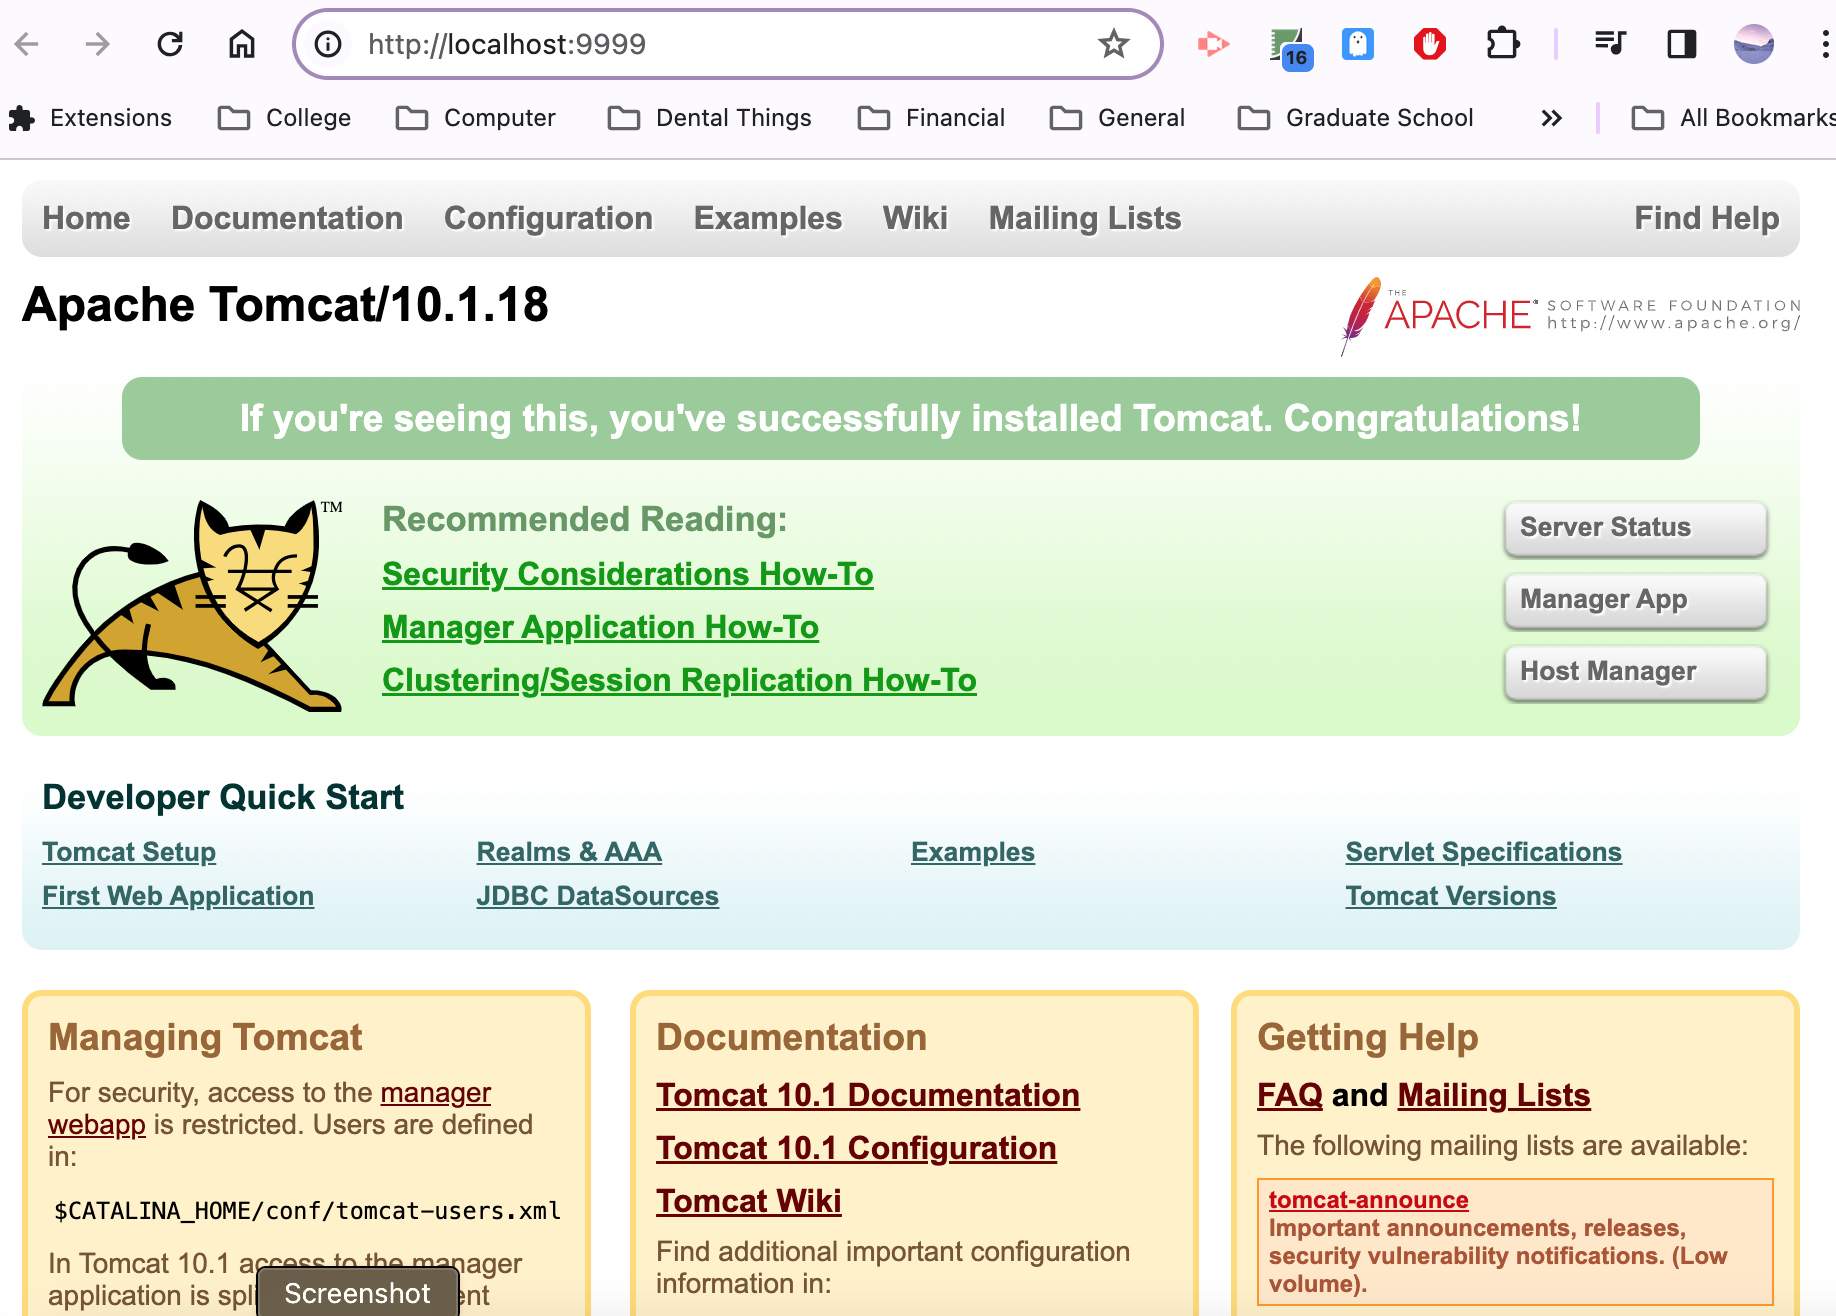 http://localhost:9999
16
Extensions College Computer Dental Things Financial General Graduate School » All Bookmarks
Home Documentation Configuration Examples Wiki Mailing Lists Find Help
Apache Tomcat/10.1.18
THE APACHE SOFTWARE FOUNDATION
http://www.apache.org/
If you're seeing this, you've successfully installed Tomcat. Congratulations!
TM
Recommended Reading:
Security Considerations How-To
Manager Application How-To
Clustering/Session Replication How-To
Server Status
Manager App
Host Manager
Developer Quick Start
Tomcat Setup Realms & AAA Examples Servlet Specifications
First Web Application JDBC DataSources Tomcat Versions
Managing Tomcat
For security, access to the manager
webapp is restricted. Users are defined
in:
$CATALINA_HOME/conf/tomcat-users.xml
In Tomcat 10.1 access to the manager
application is
Screenshot
Documentation
Tomcat 10.1 Documentation
Tomcat 10.1 Configuration
Tomcat Wiki
Find additional important configuration
information in:
Getting Help
FAQ and Mailing Lists
The following mailing lists are available:
tomcat-announce
Important announcements, releases,
security vulnerability notifications. (Low
volume).